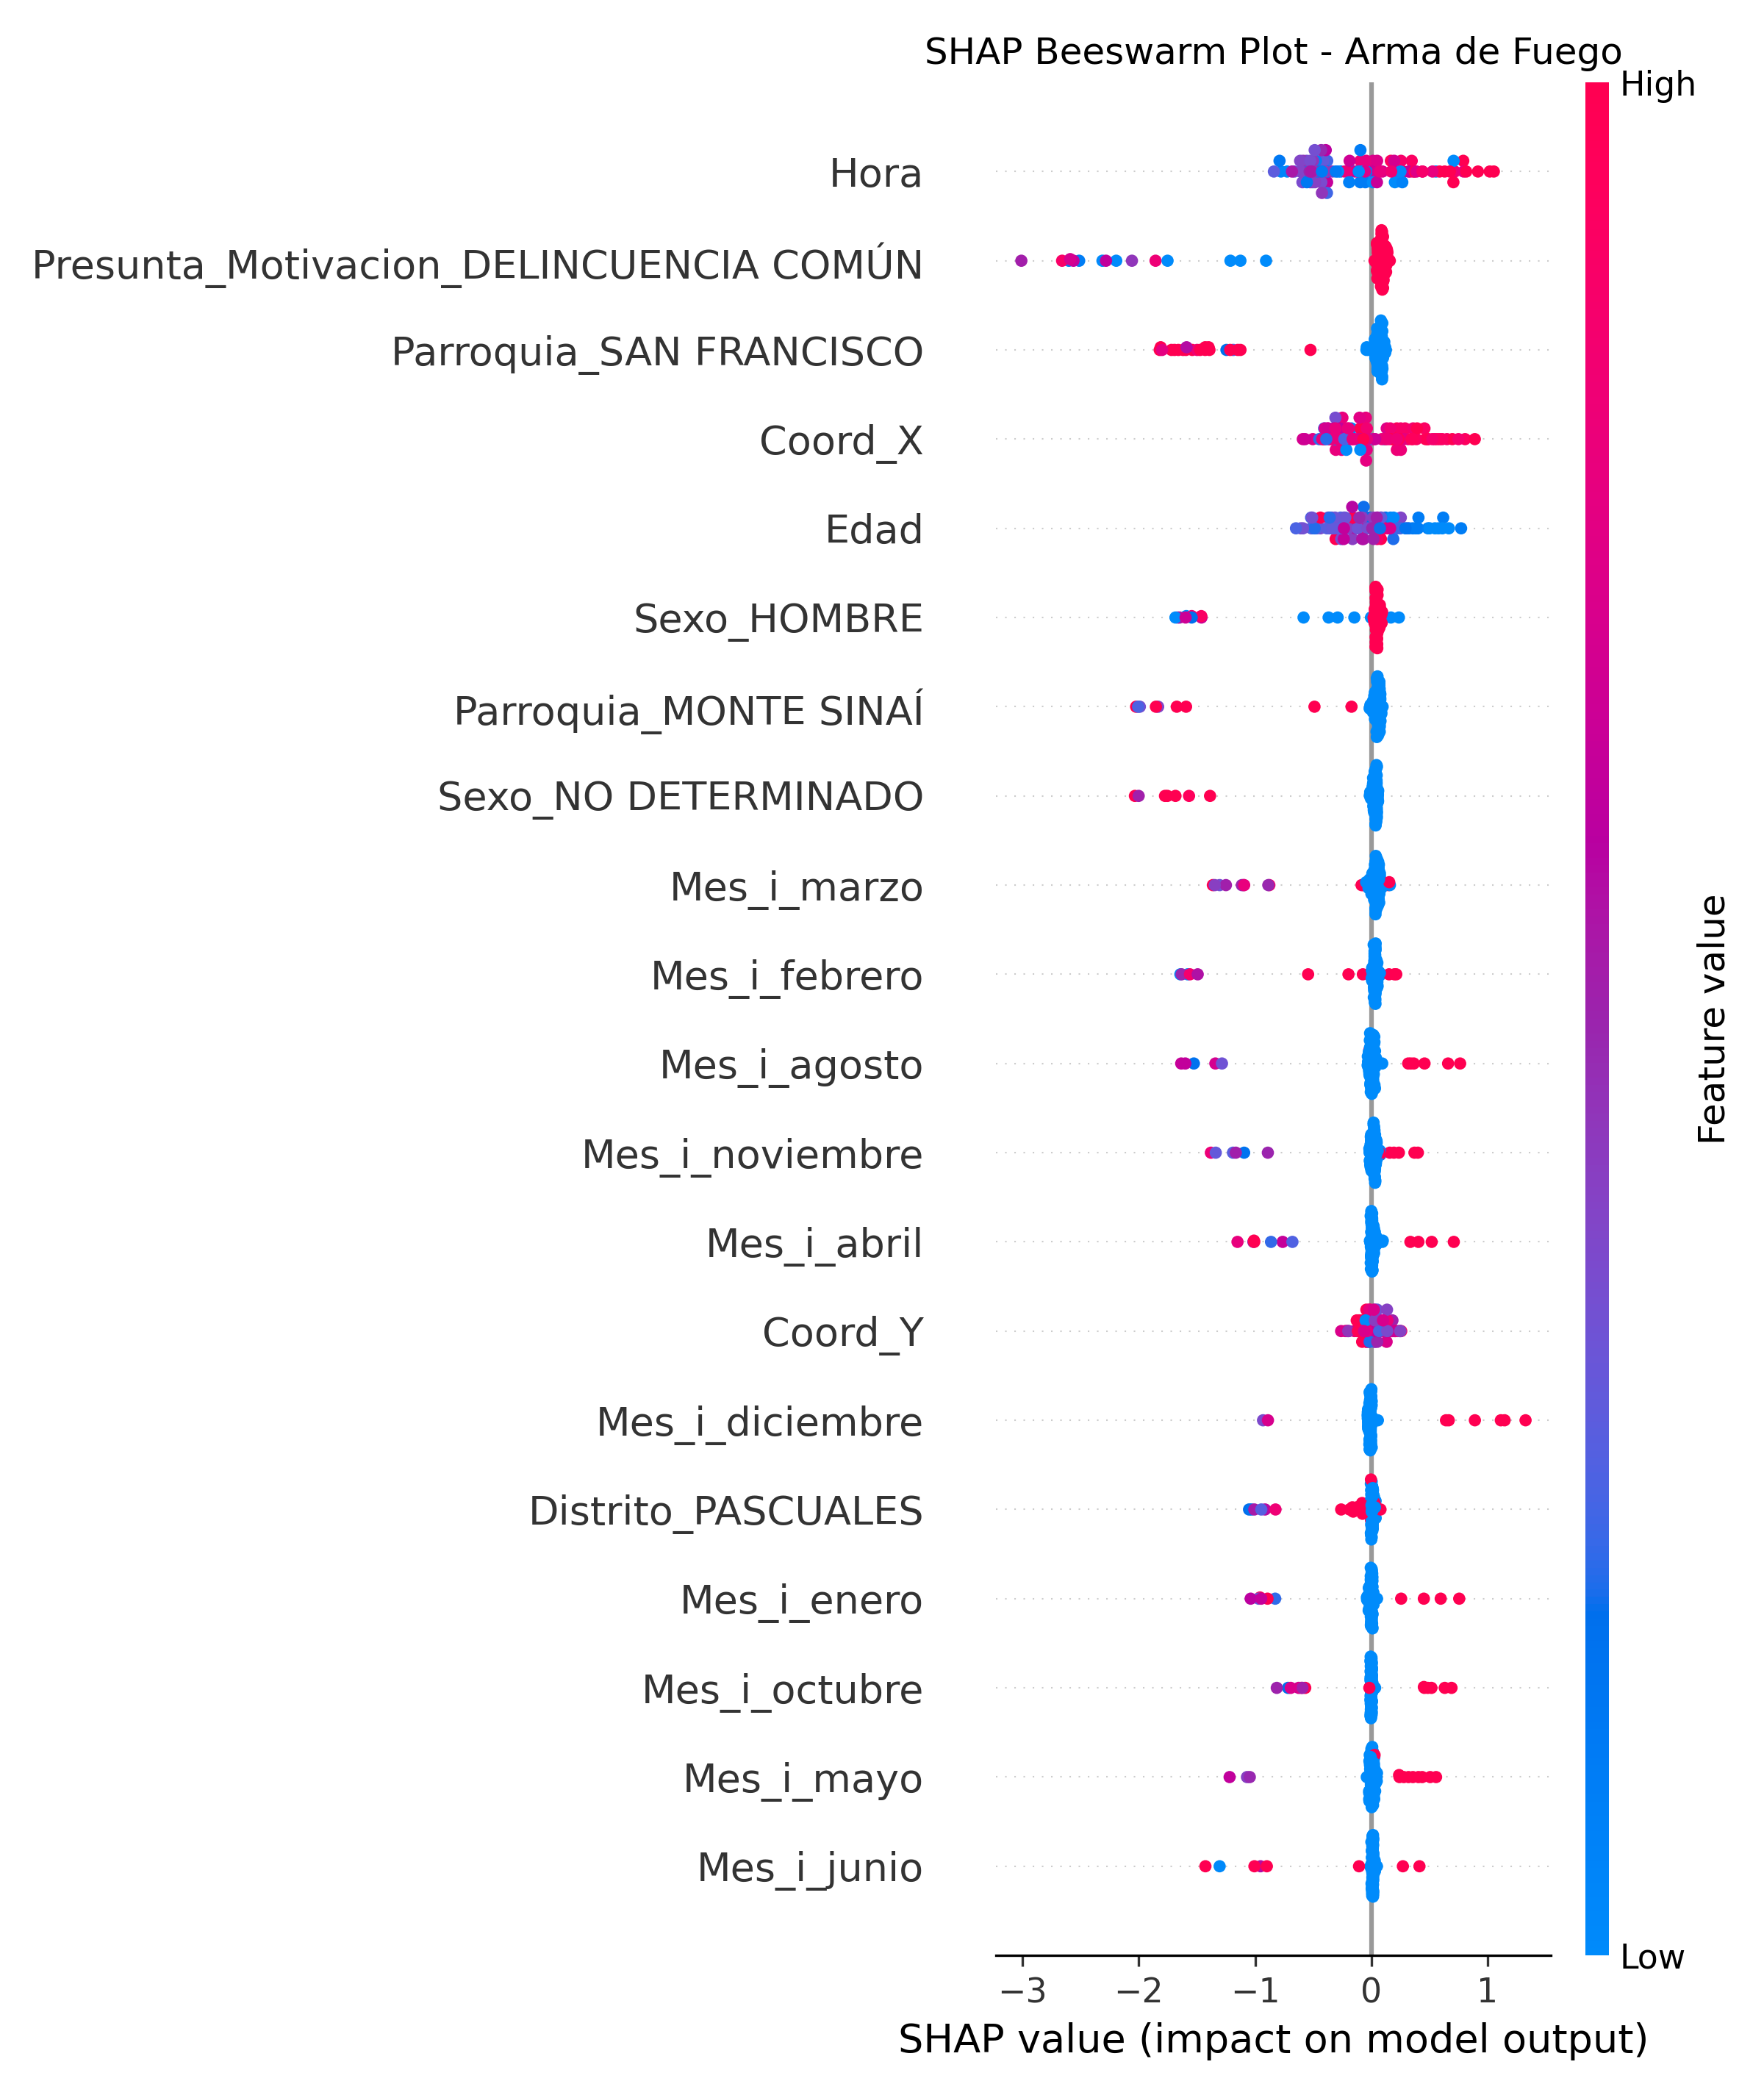 SHAP Beeswarm Plot - Arma de Fuego
High
Hora
Presunta_Motivacion_DELINCUENCIA COMÚN
Parroquia_SAN FRANCISCO
Coord_X
Edad
Sexo_HOMBRE
Parroquia_MONTE SINAÍ
Sexo_NO DETERMINADO
Mes_i_marzo
Mes_i_febrero
Mes_i_agosto
Mes_i_noviembre
Mes_i_abril
Coord_Y
Mes_i_diciembre
Distrito_PASCUALES
Mes_i_enero
Mes_i_octubre
Mes_i_mayo
Mes_i_junio
Feature value
Low
−3 −2 −1 0 1
SHAP value (impact on model output)